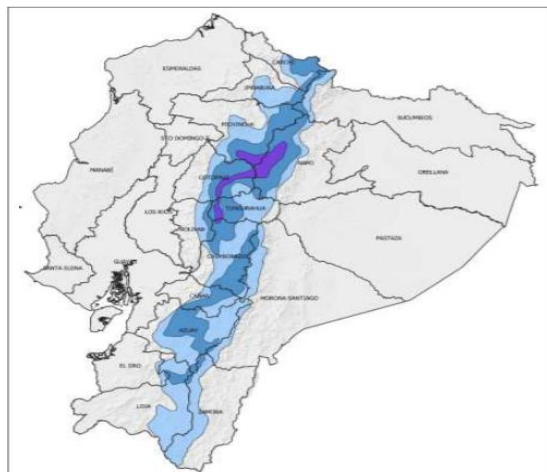 CARCHI
ESMERALDAS
IMBABURA
SUCUMBIOS
PICHINCHA
STO DOMINGO
NAPO
MANABÍ
ORELLANA
COTOPAXI
TUNGURAHUA
LOS RIOS
BOLIVAR
PASTAZA
CHIMBORAZO
SANTA ELENA
GUAYAS
CAÑAR
MORONA SANTIAGO
AZUAY
EL ORO
LOJA
ZAMORA